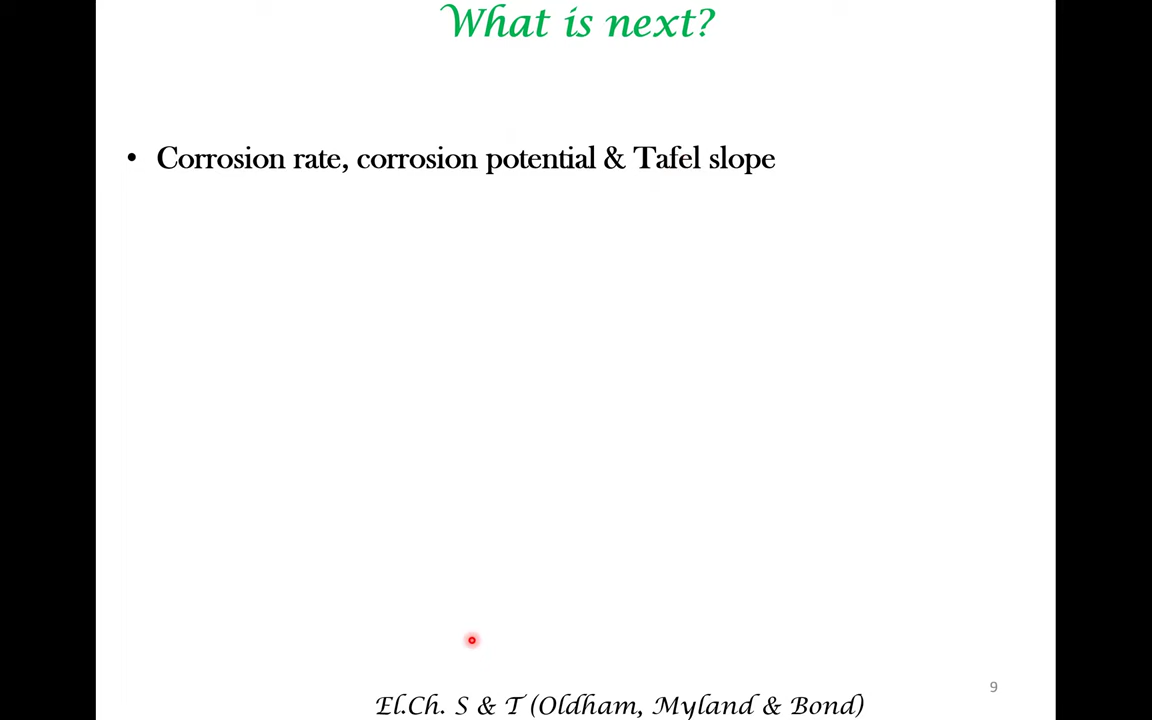 What is next?
• Corrosion rate, corrosion potential & Tafel slope
9
El.Ch. S & T (Oldham, Myland & Bond)